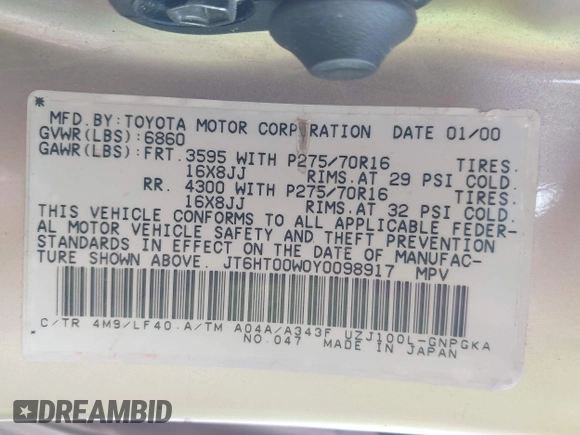 *
MFD.BY:TOYOTA MOTOR CORPORATION DATE 01/00
GVWR(LBS):6860
GAWR(LBS):FRT.3595 WITH P275/70R16 TIRES.
16X8JJ RIMS.AT 29 PSI COLD.
RR. 4300 WITH P275/70R16 TIRES.
16X8JJ RIMS.AT 32 PSI COLD.
THIS VEHICLE CONFORMS TO ALL APPLICABLE FEDER-
AL MOTOR VEHICLE SAFETY AND THEFT PREVENTION
STANDARDS IN EFFECT ON THE DATE OF MANUFAC-
TURE SHOWN ABOVE. JT6HT00W0Y0098917 MPV
C/TR 4M9/LF40.A/TM A04A/A343F UZJ100L-GNPGKA
NO.047 MADE IN JAPAN
DREAMBID